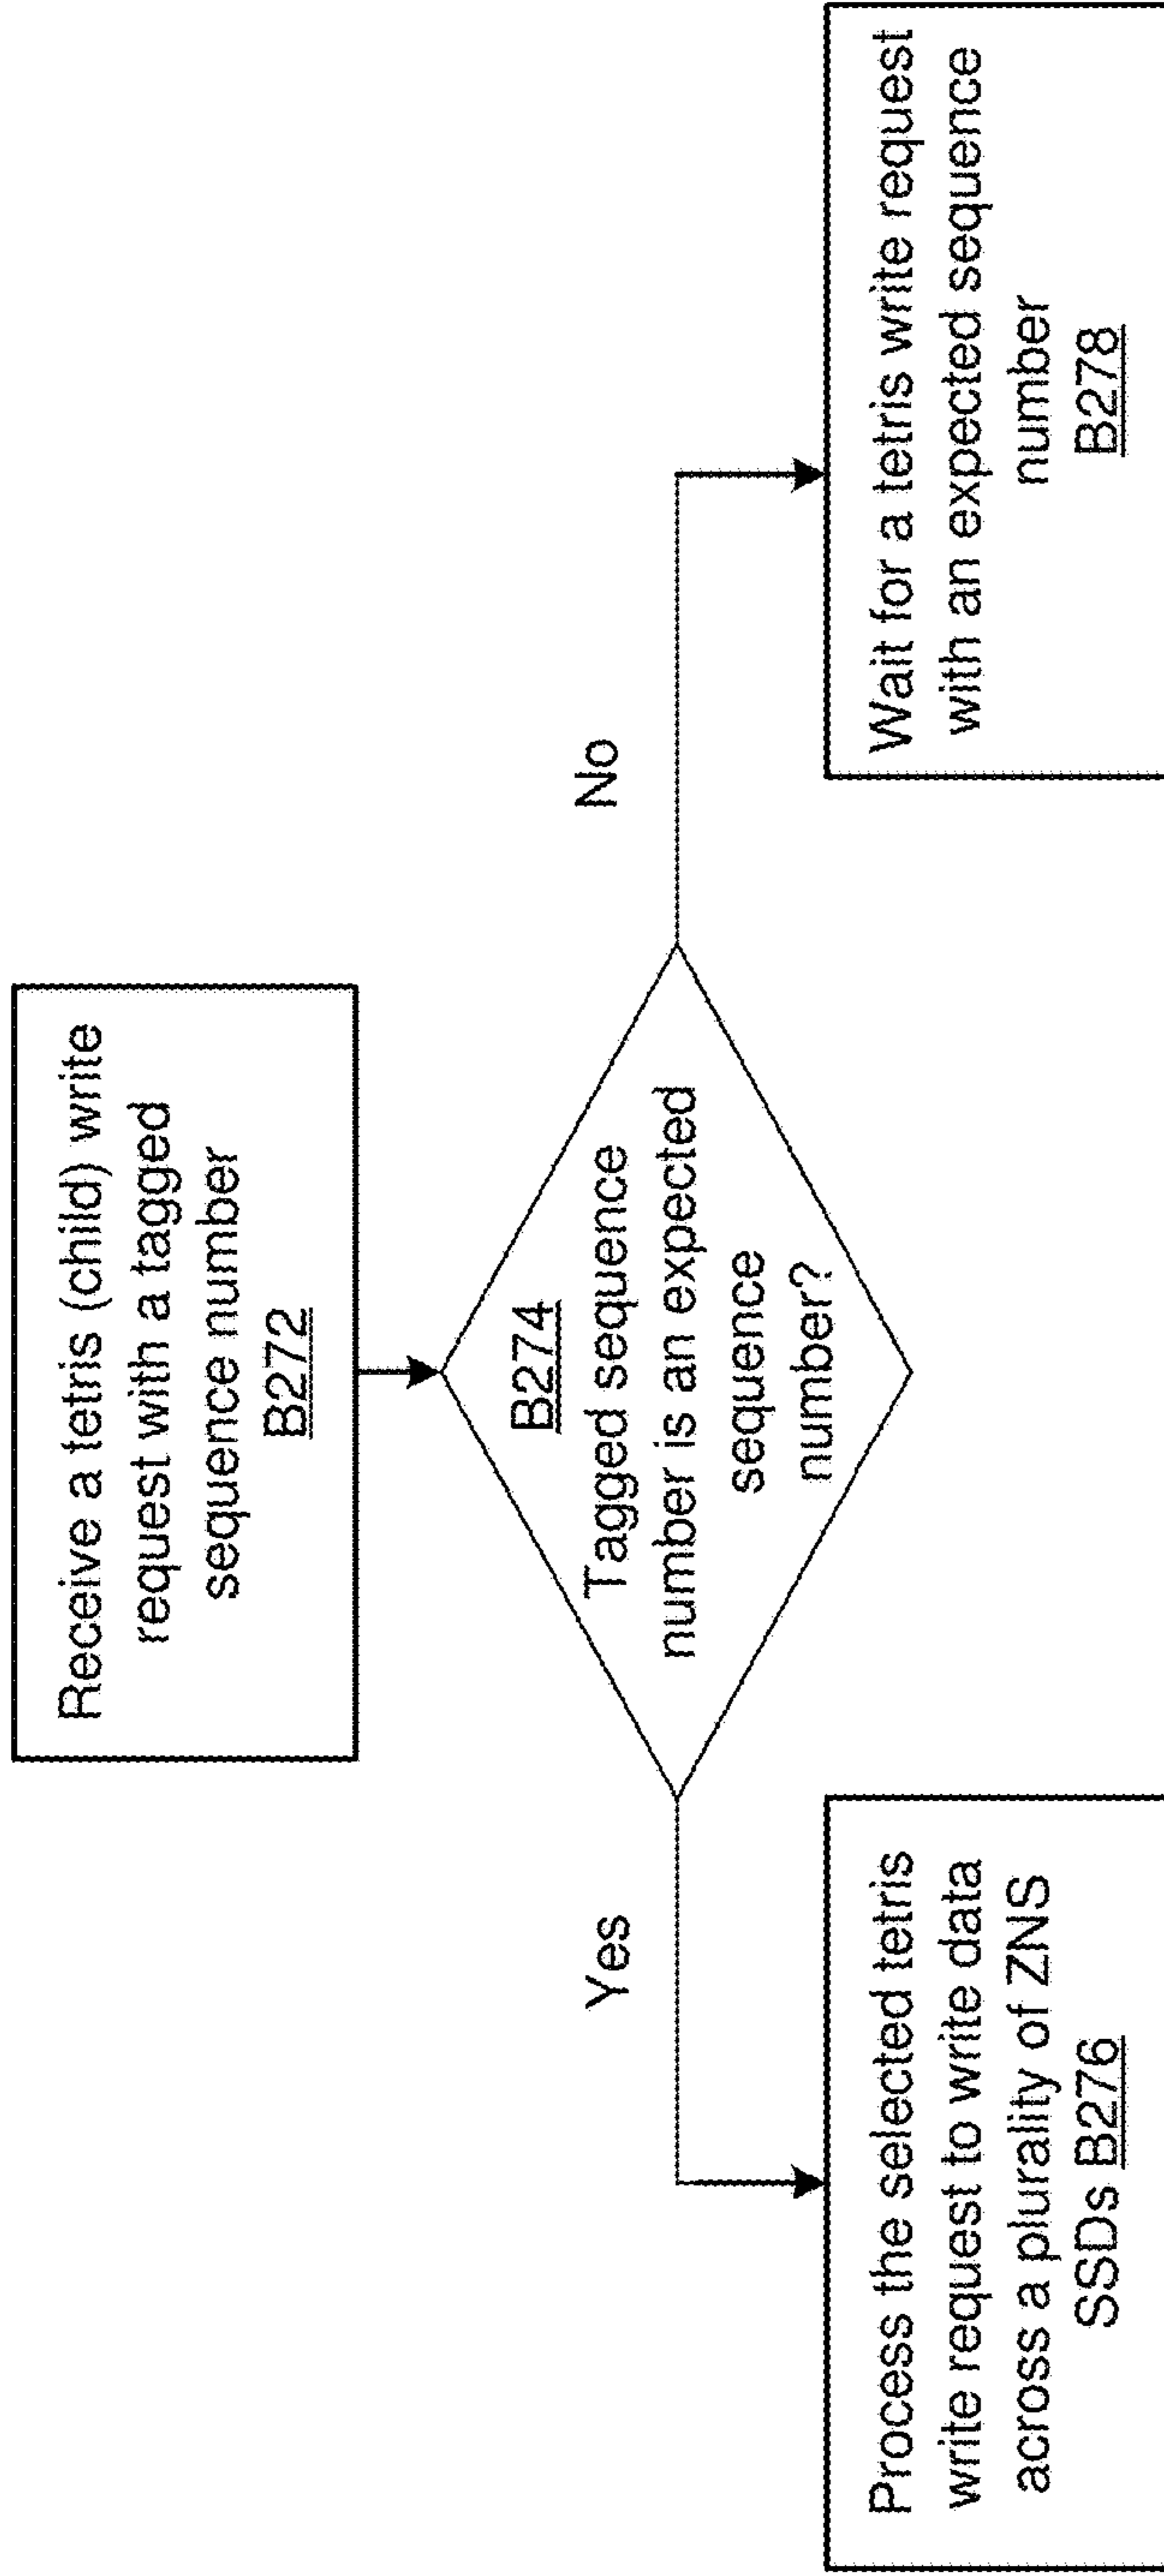 Receive a tetris (child) write
request with a tagged
sequence number
B272
B274
Tagged sequence
number is an expected
sequence
number?
Yes
No
Process the selected tetris
write request to write data
across a plurality of ZNS
SSDs B276
Wait for a tetris write request
with an expected sequence
number
B278